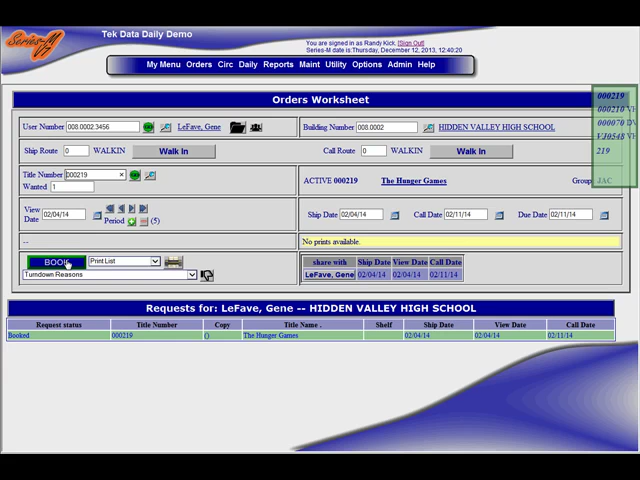 Series-M
V7
Tek Data Daily Demo
You are signed in as Randy Kick. [Sign Out]
Series-M date is:Thursday, December 12, 2013, 12:40:20
My Menu Orders Circ Daily Reports Maint Utility Options Admin Help
Orders Worksheet
000219
000210 VH
000070 DV
VJ0548 VH
219
User Number 008.0002.3456 LeFave, Gene
Building Number 008.0002 HIDDEN VALLEY HIGH SCHOOL
Ship Route 0 WALKIN Walk In
Call Route 0 WALKIN Walk In
Title Number 000219
Wanted 1
ACTIVE 000219 The Hunger Games Group JAC
View Date 02/04/14 Period (5)
Ship Date 02/04/14 Call Date 02/11/14 Due Date 02/11/14
--
No prints available.
BOOK Print List
Turndown Reasons
share with Ship Date View Date Call Date
LeFave, Gene 02/04/14 02/04/14 02/11/14
Requests for: LeFave, Gene -- HIDDEN VALLEY HIGH SCHOOL
Request status Title Number Copy Title Name . Shelf Ship Date View Date Call Date
Booked 000219 () The Hunger Games 02/04/14 02/04/14 02/11/14